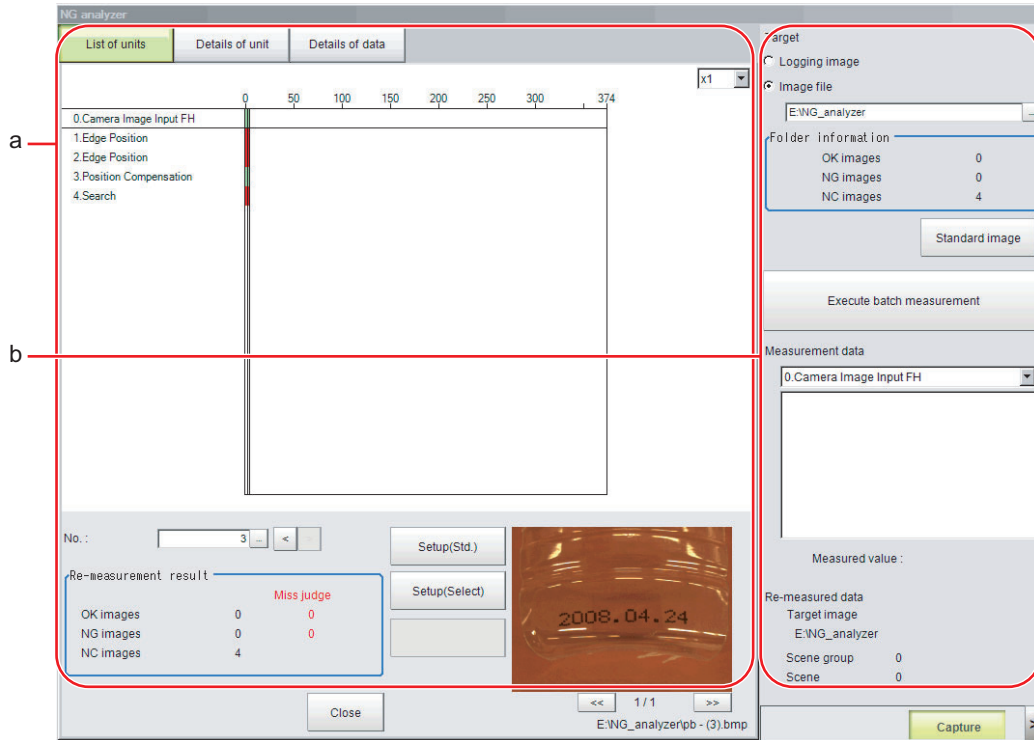 NG analyzer
List of units Details of unit Details of data
x1
0 50 100 150 200 250 300 374
0.Camera Image Input FH
1.Edge Position
2.Edge Position
3.Position Compensation
4.Search
a
b
No. : 3 ... <
Re-measurement result
Miss judge
OK images 0 0
NG images 0 0
NC images 4
Setup(Std.)
Setup(Select)
2008.04.24
Close
<< 1 / 1 >>
E:\NG_analyzer\pb - (3).bmp
Target
Logging image
Image file
E:\NG_analyzer ...
Folder information
OK images 0
NG images 0
NC images 4
Standard image
Execute batch measurement
Measurement data
0.Camera Image Input FH
Measured value :
Re-measured data
Target image
E:\NG_analyzer
Scene group 0
Scene 0
Capture >